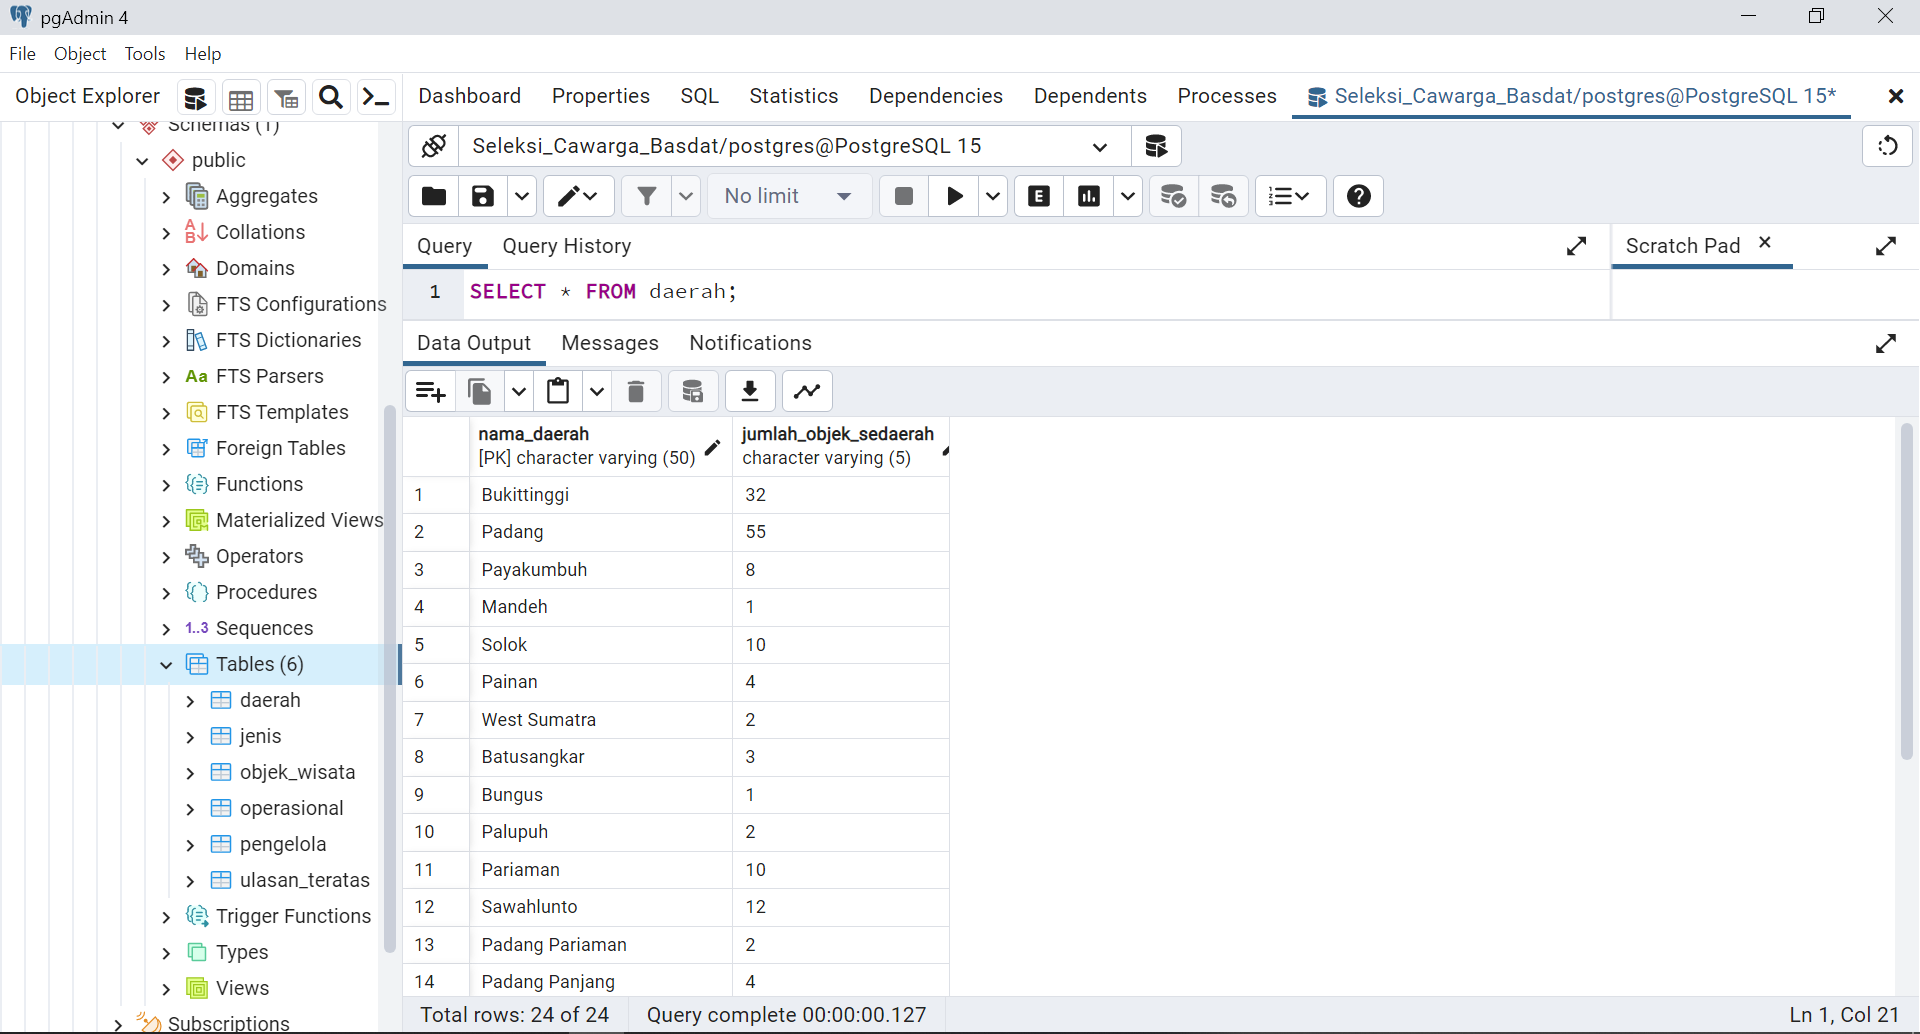 pgAdmin 4
File Object Tools Help
Object Explorer
Dashboard Properties SQL Statistics Dependencies Dependents Processes Seleksi_Cawarga_Basdat/postgres@PostgreSQL 15*
Schemas (1)
public
Aggregates
Collations
Domains
FTS Configurations
FTS Dictionaries
Aa FTS Parsers
FTS Templates
Foreign Tables
Functions
Materialized Views
Operators
Procedures
1..3 Sequences
Tables (6)
daerah
jenis
objek_wisata
operasional
pengelola
ulasan_teratas
Trigger Functions
Types
Views
Subscriptions
Seleksi_Cawarga_Basdat/postgres@PostgreSQL 15
No limit
E
Query Query History
Scratch Pad
1 SELECT * FROM daerah;
Data Output Messages Notifications
nama_daerah jumlah_objek_sedaerah
[PK] character varying (50) character varying (5)
1 Bukittinggi 32
2 Padang 55
3 Payakumbuh 8
4 Mandeh 1
5 Solok 10
6 Painan 4
7 West Sumatra 2
8 Batusangkar 3
9 Bungus 1
10 Palupuh 2
11 Pariaman 10
12 Sawahlunto 12
13 Padang Pariaman 2
14 Padang Panjang 4
Total rows: 24 of 24 Query complete 00:00:00.127 Ln 1, Col 21